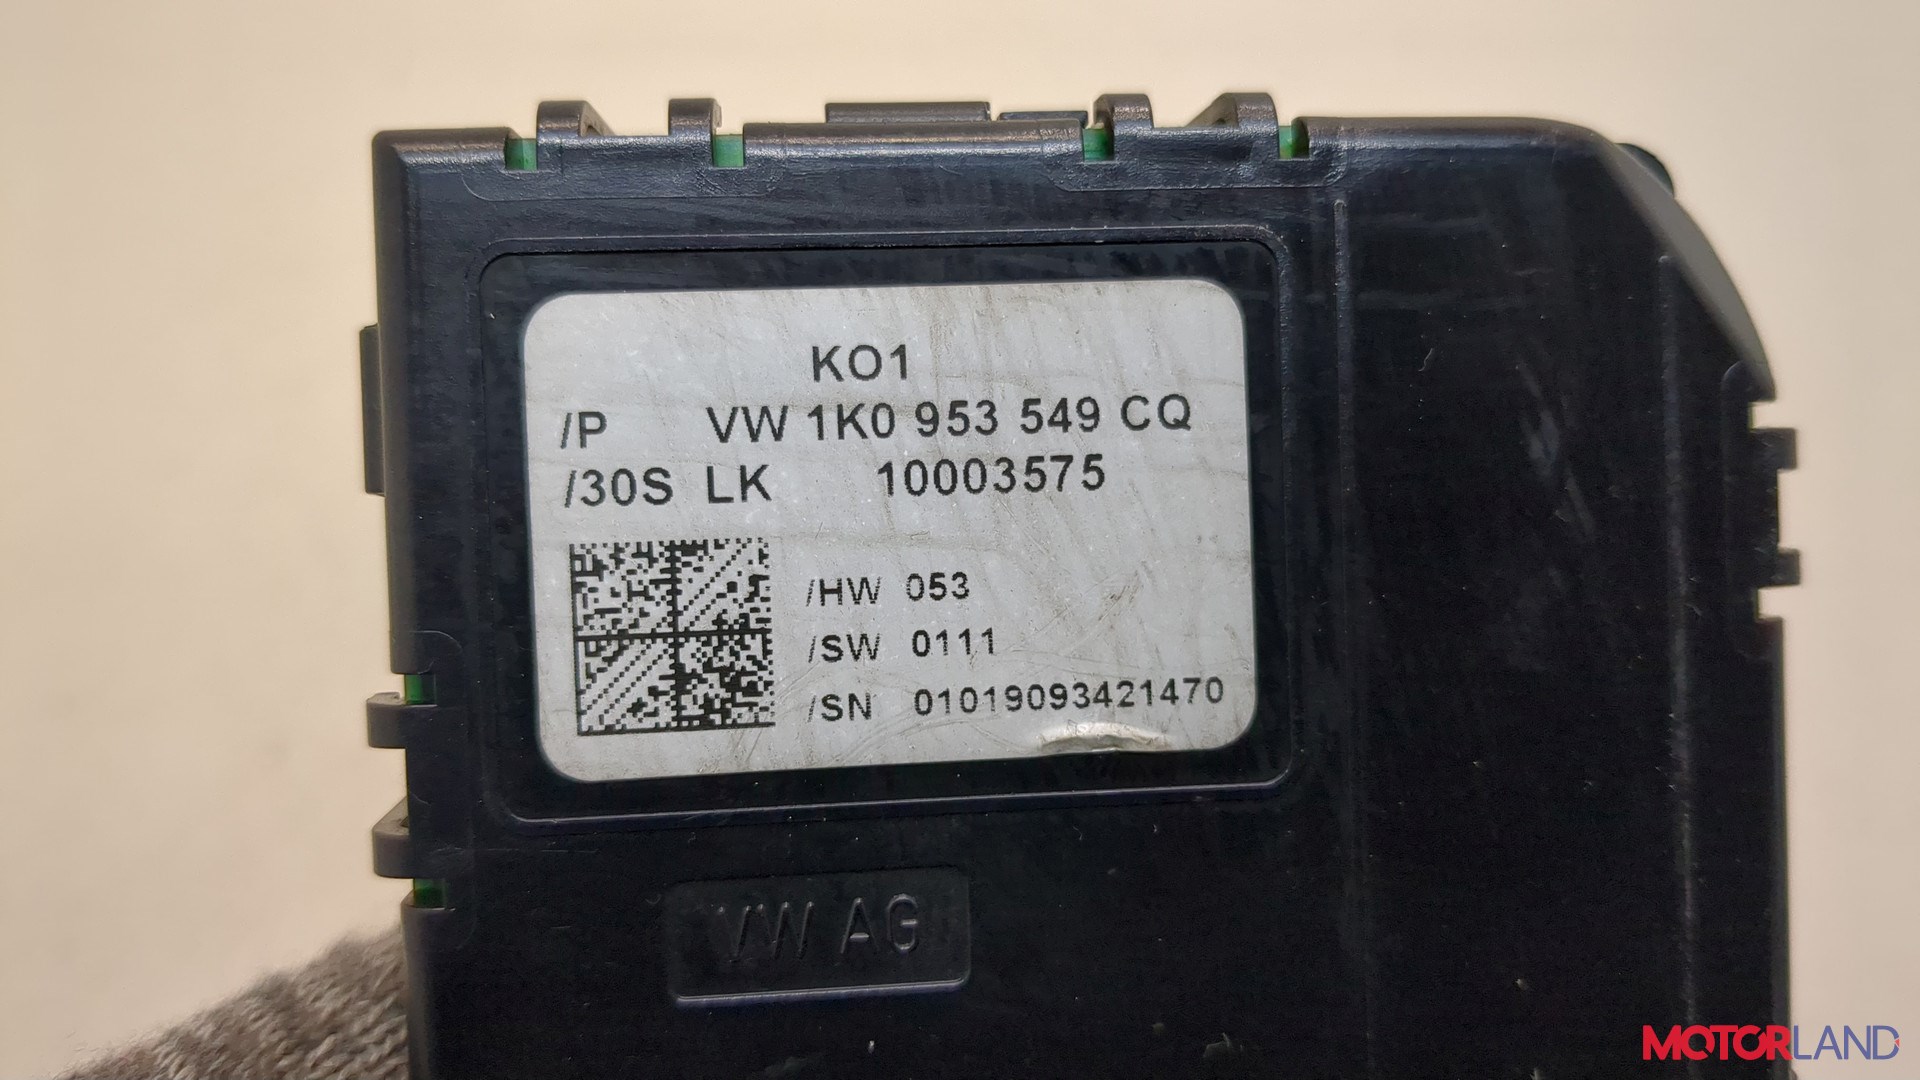 KO1
/P VW 1K0 953 549 CQ
/30S LK 10003575
/HW 053
/SW 0111
/SN 01019093421470
VW AG
MOTORLAND